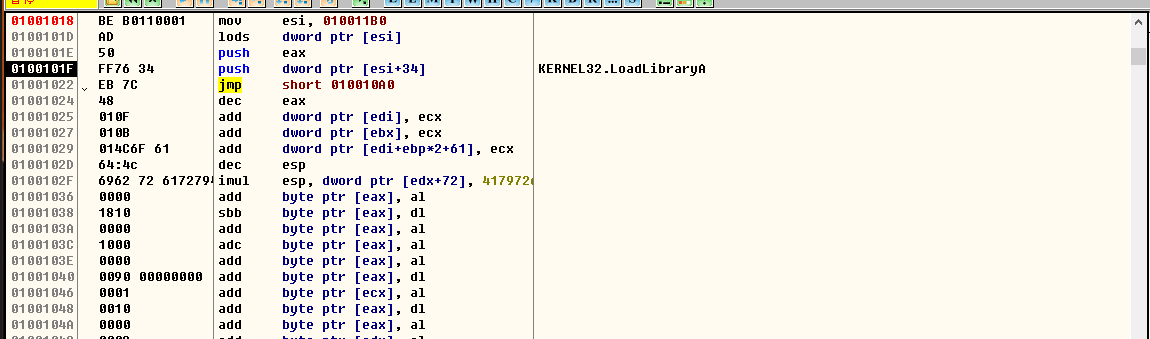 01001018 BE B0110001 mov esi, 010011B0
0100101D AD lods dword ptr [esi]
0100101E 50 push eax
0100101F FF76 34 push dword ptr [esi+34] KERNEL32.LoadLibraryA
01001022 EB 7C jmp short 010010A0
01001024 48 dec eax
01001025 010F add dword ptr [edi], ecx
01001027 010B add dword ptr [ebx], ecx
01001029 014C6F 61 add dword ptr [edi+ebp*2+61], ecx
0100102D 64:4C dec esp
0100102F 6962 72 6172794 imul esp, dword ptr [edx+72], 4179726
01001036 0000 add byte ptr [eax], al
01001038 1810 sbb byte ptr [eax], dl
0100103A 0000 add byte ptr [eax], al
0100103C 1000 adc byte ptr [eax], al
0100103E 0000 add byte ptr [eax], al
01001040 0090 00000000 add byte ptr [eax], dl
01001046 0001 add byte ptr [ecx], al
01001048 0010 add byte ptr [eax], dl
0100104A 0000 add byte ptr [eax], al